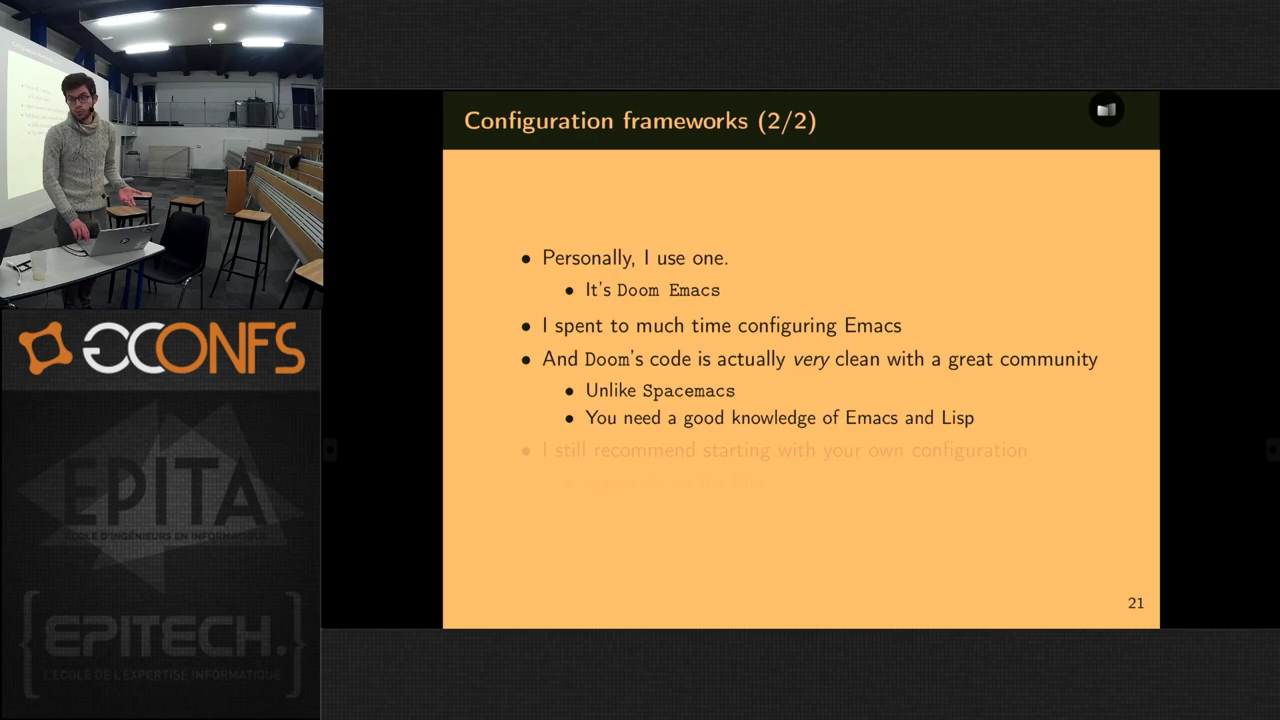 Configuration frameworks (2/2)
• Personally, I use one.
• It's Doom Emacs
• I spent to much time configuring Emacs
• And Doom's code is actually very clean with a great community
• Unlike Spacemacs
• You need a good knowledge of Emacs and Lisp
• I still recommend starting with your own configuration
21
GCONFS
EPITA
ÉCOLE D'INGÉNIEURS EN INFORMATIQUE
{EPITECH.}
L'ÉCOLE DE L'EXPERTISE INFORMATIQUE